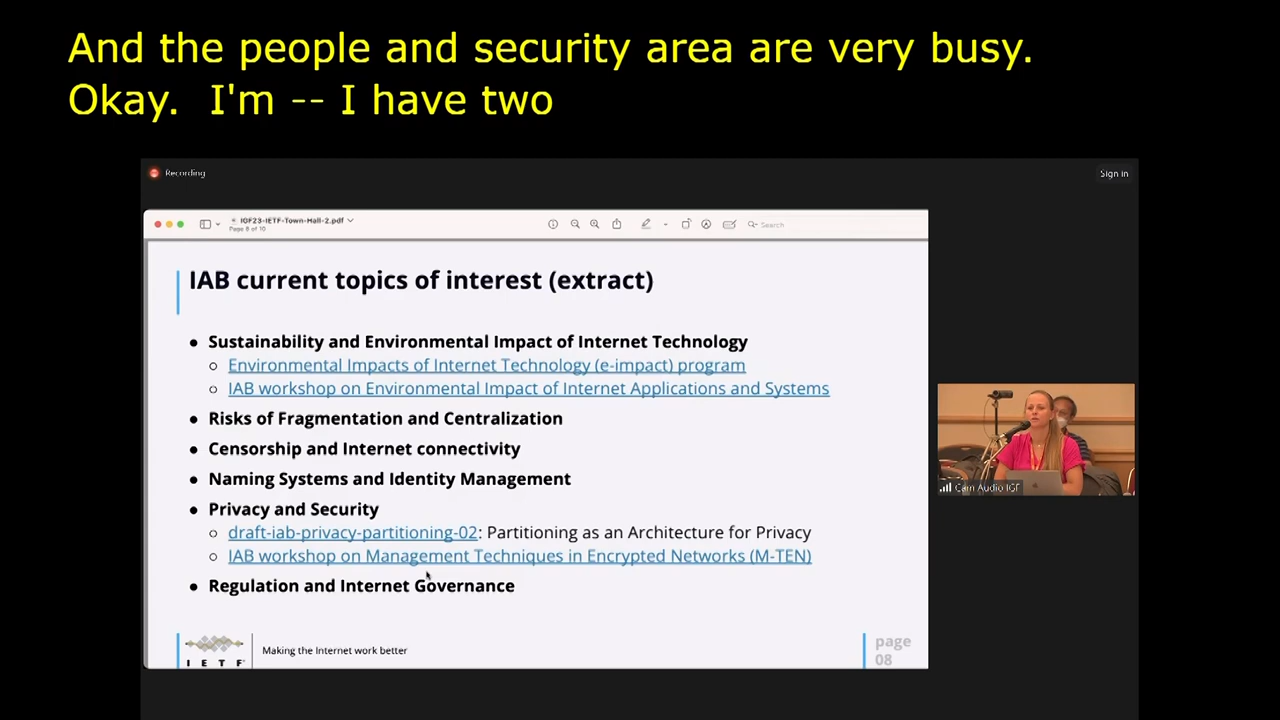 And the people and security area are very busy.
Okay.  I'm -- I have two
Recording
Sign in
IGF23-IETF-Town-Hall-2.pdf
Page 8 of 10
Search
IAB current topics of interest (extract)
● Sustainability and Environmental Impact of Internet Technology
○ Environmental Impacts of Internet Technology (e-impact) program
○ IAB workshop on Environmental Impact of Internet Applications and Systems
● Risks of Fragmentation and Centralization
● Censorship and Internet connectivity
● Naming Systems and Identity Management
● Privacy and Security
○ draft-iab-privacy-partitioning-02: Partitioning as an Architecture for Privacy
○ IAB workshop on Management Techniques in Encrypted Networks (M-TEN)
● Regulation and Internet Governance
I E T F
Making the Internet work better
page
08
Cam Audio IGF